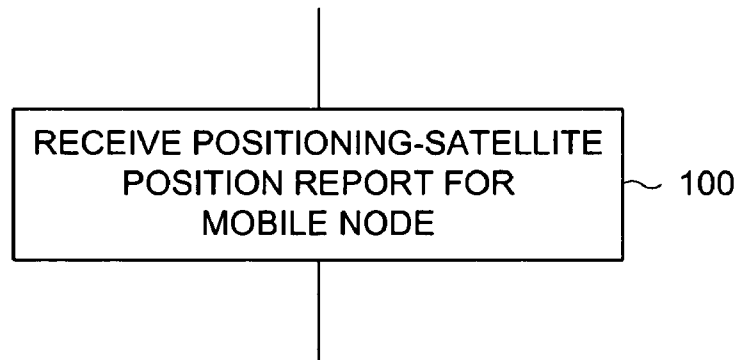 RECEIVE POSITIONING-SATELLITE
POSITION REPORT FOR
MOBILE NODE
100